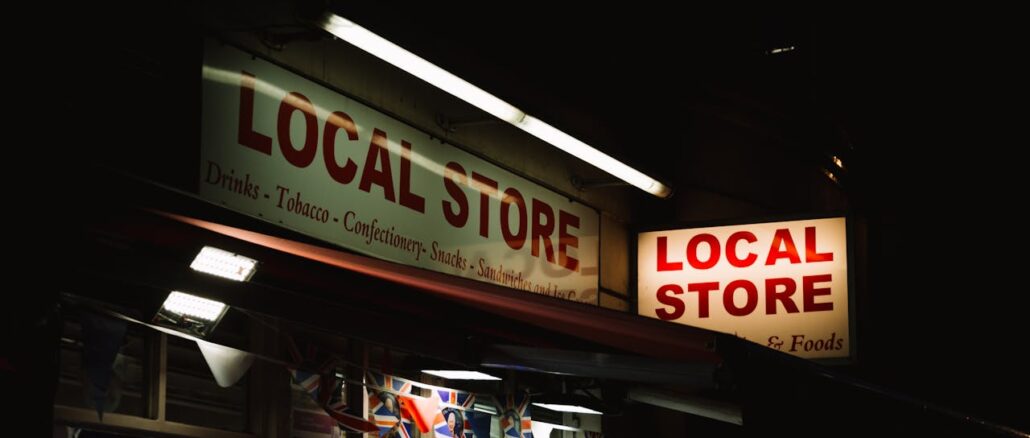 LOCAL STORE
Drinks - Tobacco - Confectionery- Snacks - Sandwiches and
LOCAL
STORE
& Foods